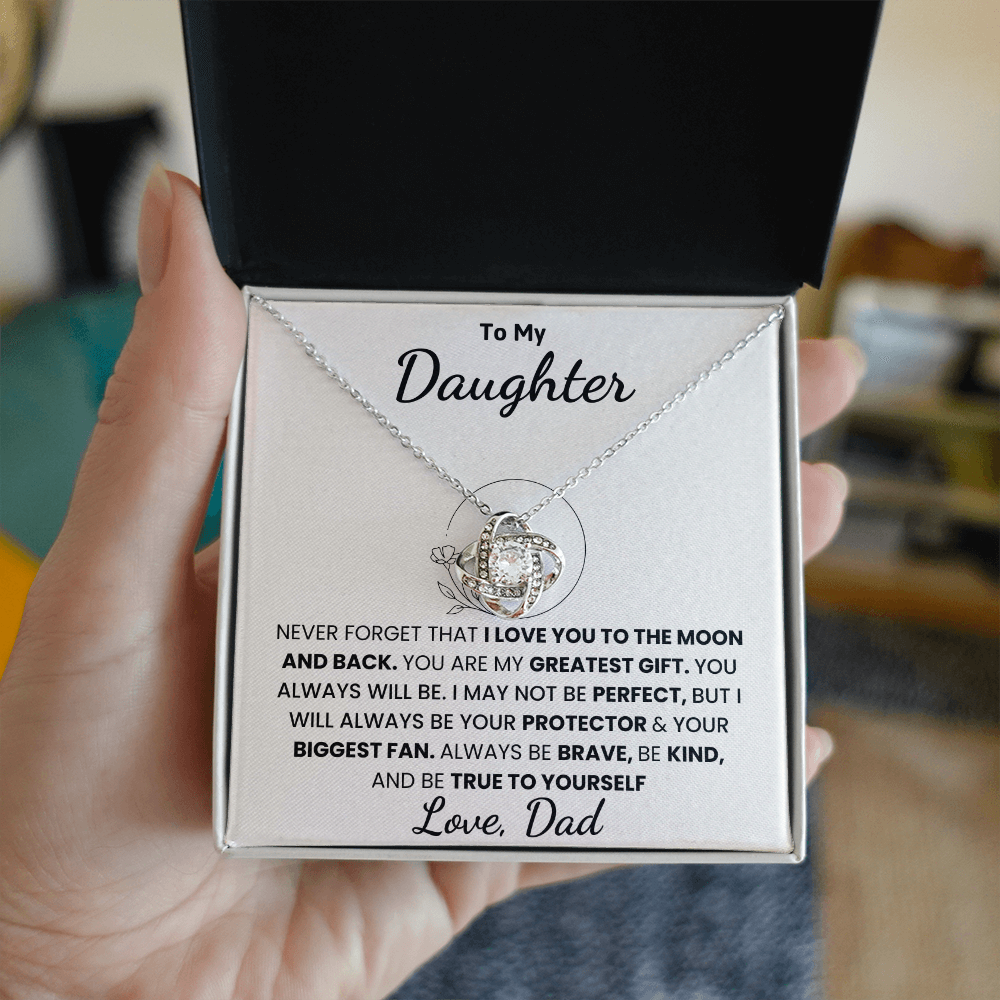 To My
Daughter
NEVER FORGET THAT I LOVE YOU TO THE MOON
AND BACK. YOU ARE MY GREATEST GIFT. YOU
ALWAYS WILL BE. I MAY NOT BE PERFECT, BUT I
WILL ALWAYS BE YOUR PROTECTOR & YOUR
BIGGEST FAN. ALWAYS BE BRAVE, BE KIND,
AND BE TRUE TO YOURSELF
Love, Dad